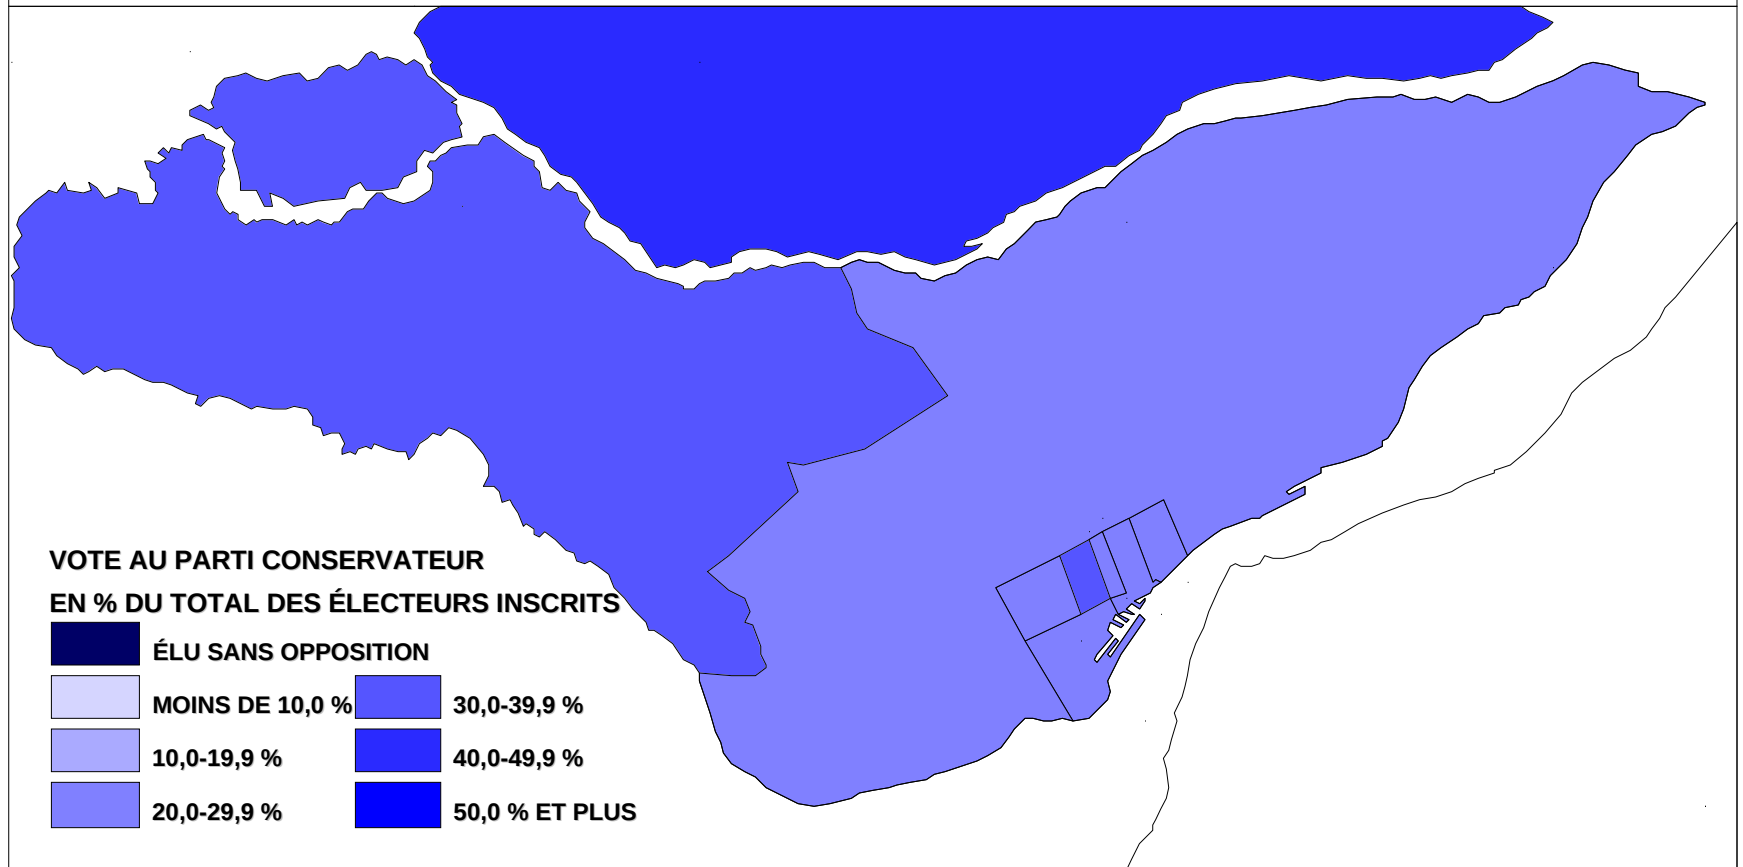 VOTE AU PARTI CONSERVATEUR
EN % DU TOTAL DES ÉLECTEURS INSCRITS
ÉLU SANS OPPOSITION
MOINS DE 10,0 %
10,0-19,9 %
20,0-29,9 %
30,0-39,9 %
40,0-49,9 %
50,0 % ET PLUS